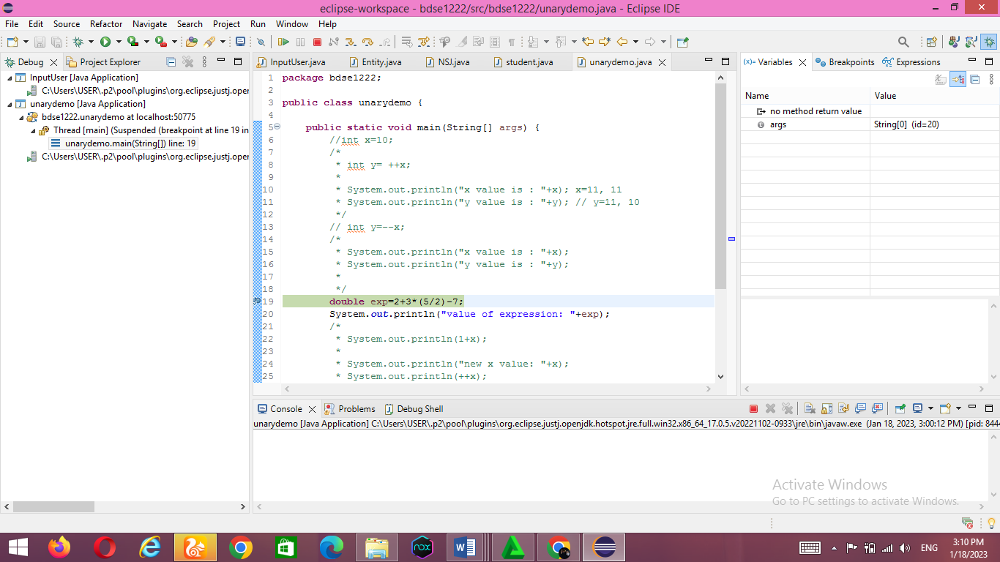 eclipse-workspace - bdse1222/src/bdse1222/unarydemo.java - Eclipse IDE
File Edit Source Refactor Navigate Search Project Run Window Help
Debug Project Explorer
InputUser [Java Application]
C:\Users\USER\.p2\pool\plugins\org.eclipse.justj.oper
unarydemo [Java Application]
bdse1222.unarydemo at localhost:50775
Thread [main] (Suspended (breakpoint at line 19 in
unarydemo.main(String[]) line: 19
C:\Users\USER\.p2\pool\plugins\org.eclipse.justj.oper
InputUser.java Entity.java NSJ.java student.java unarydemo.java
1 package bdse1222;
2
3 public class unarydemo {
4
5 public static void main(String[] args) {
6 //int x=10;
7 /*
8 * int y= ++x;
9 *
10 * System.out.println("x value is : "+x); x=11, 11
11 * System.out.println("y value is : "+y); // y=11, 10
12 */
13 // int y=--x;
14 /*
15 * System.out.println("x value is : "+x);
16 * System.out.println("y value is : "+y);
17 *
18 */
19 double exp=2+3*(5/2)-7;
20 System.out.println("value of expression: "+exp);
21 /*
22 * System.out.println(1+x);
23 *
24 * System.out.println("new x value: "+x);
25 * System.out.println(++x);
(x)= Variables Breakpoints Expressions
Name Value
no method return value
args String[0] (id=20)
Console Problems Debug Shell
unarydemo [Java Application] C:\Users\USER\.p2\pool\plugins\org.eclipse.justj.openjdk.hotspot.jre.full.win32.x86_64_17.0.5.v20221102-0933\jre\bin\javaw.exe (Jan 18, 2023, 3:00:12 PM) [pid: 8444
Activate Windows
Go to PC settings to activate Windows.
nox
ENG
3:10 PM
1/18/2023